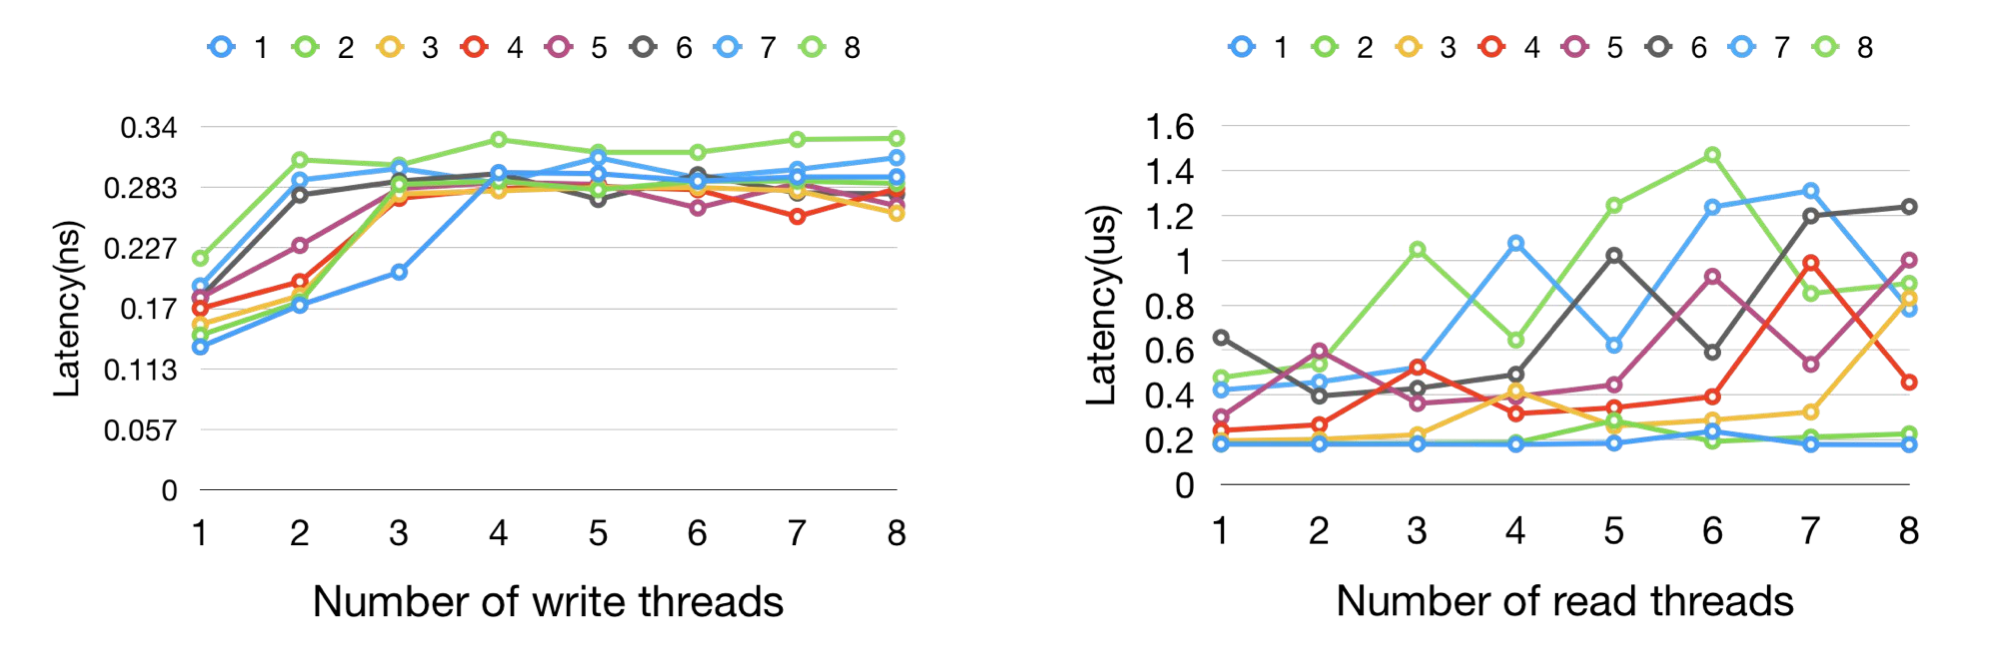 1 2 3 4 5 6 7 8
0.34
0.283
0.227
0.17
0.113
0.057
0
Latency(ns)
1 2 3 4 5 6 7 8
Number of write threads
1 2 3 4 5 6 7 8
1.6
1.4
1.2
1
0.8
0.6
0.4
0.2
0
Latency(us)
1 2 3 4 5 6 7 8
Number of read threads